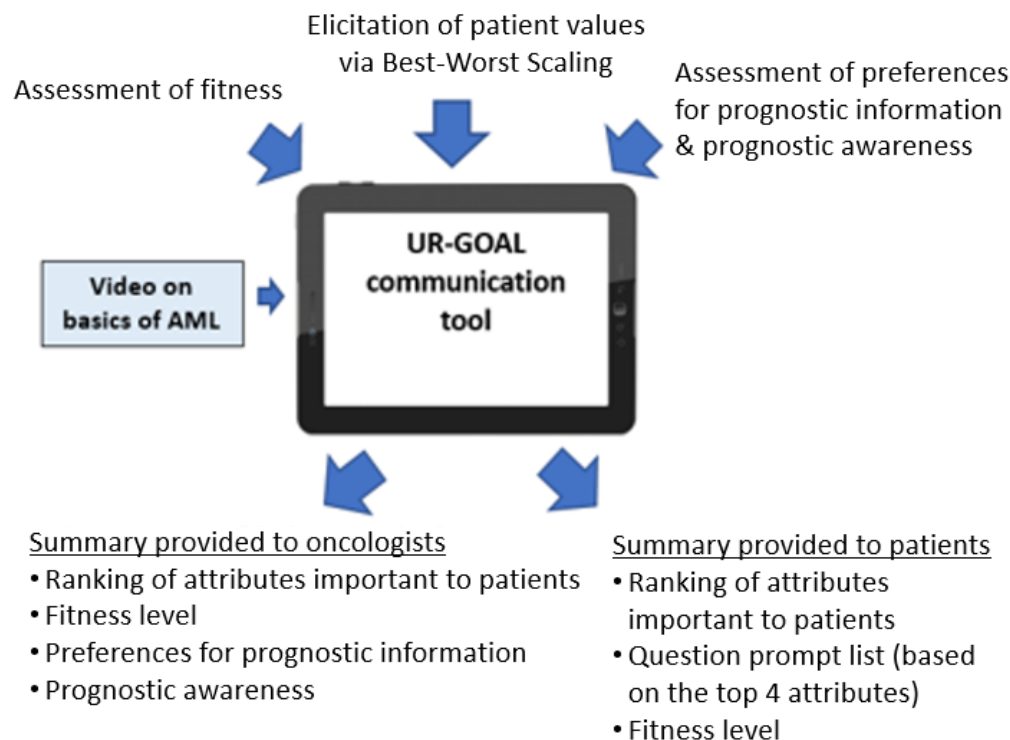 Elicitation of patient values
via Best-Worst Scaling
Assessment of fitness
Assessment of preferences
for prognostic information
& prognostic awareness
UR-GOAL
communication
tool
Video on
basics of AML
Summary provided to oncologists
• Ranking of attributes important to patients
• Fitness level
• Preferences for prognostic information
• Prognostic awareness
Summary provided to patients
• Ranking of attributes
important to patients
• Question prompt list (based
on the top 4 attributes)
• Fitness level